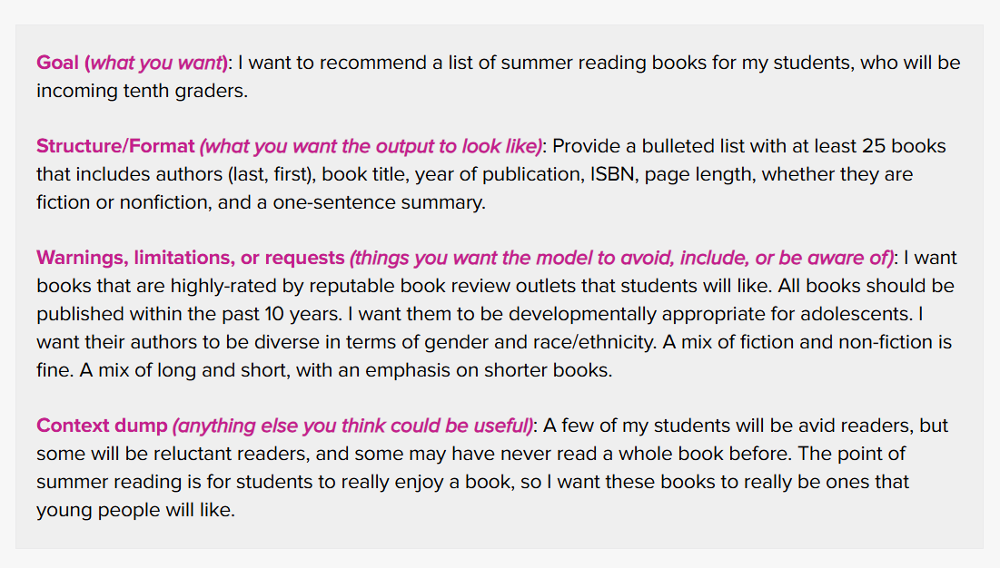 Goal (what you want): I want to recommend a list of summer reading books for my students, who will be
incoming tenth graders.
Structure/Format (what you want the output to look like): Provide a bulleted list with at least 25 books
that includes authors (last, first), book title, year of publication, ISBN, page length, whether they are
fiction or nonfiction, and a one-sentence summary.
Warnings, limitations, or requests (things you want the model to avoid, include, or be aware of): I want
books that are highly-rated by reputable book review outlets that students will like. All books should be
published within the past 10 years. I want them to be developmentally appropriate for adolescents. I
want their authors to be diverse in terms of gender and race/ethnicity. A mix of fiction and non-fiction is
fine. A mix of long and short, with an emphasis on shorter books.
Context dump (anything else you think could be useful): A few of my students will be avid readers, but
some will be reluctant readers, and some may have never read a whole book before. The point of
summer reading is for students to really enjoy a book, so I want these books to really be ones that
young people will like.